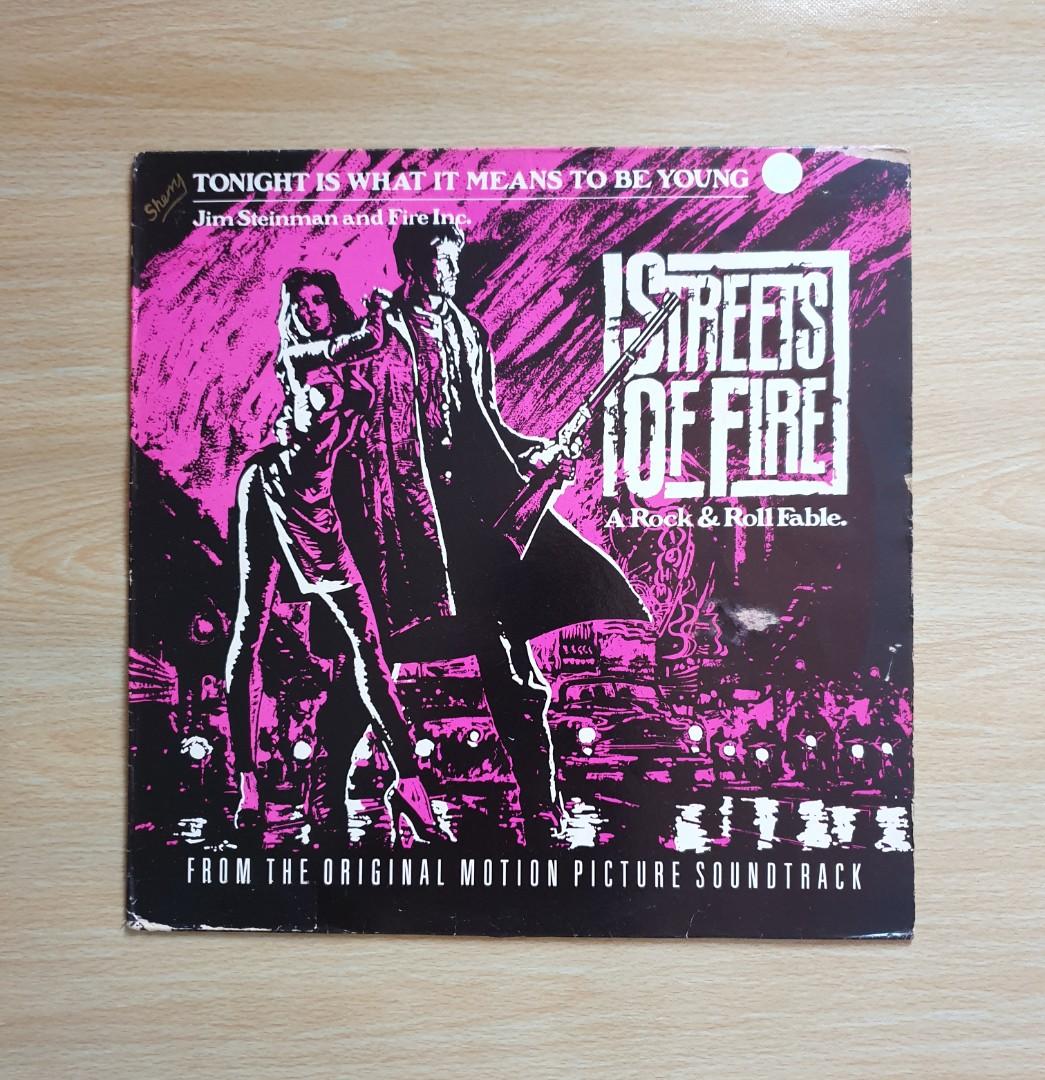 Sherry
TONIGHT IS WHAT IT MEANS TO BE YOUNG
Jim Steinman and Fire Inc.
STREETS
OF FIRE
A Rock & Roll Fable.
FROM THE ORIGINAL MOTION PICTURE SOUNDTRACK